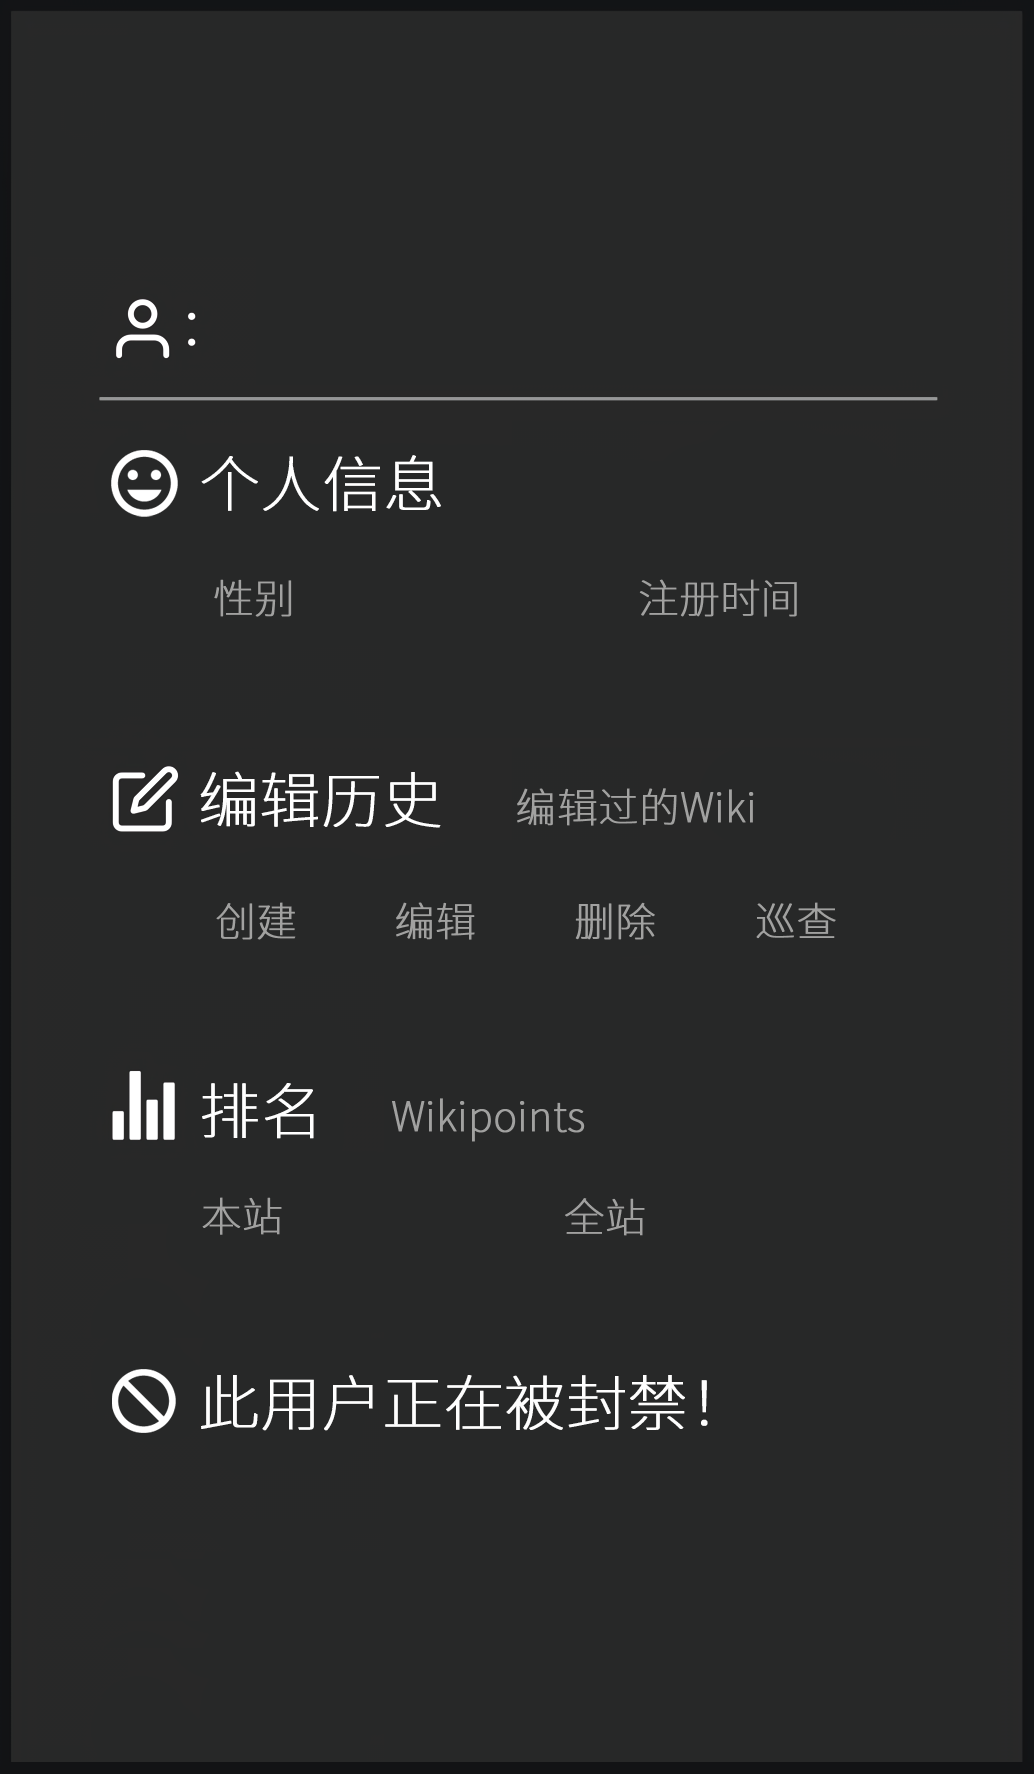 :
个人信息
性别 注册时间
编辑历史 编辑过的Wiki
创建 编辑 删除 巡查
排名 Wikipoints
本站 全站
此用户正在被封禁！